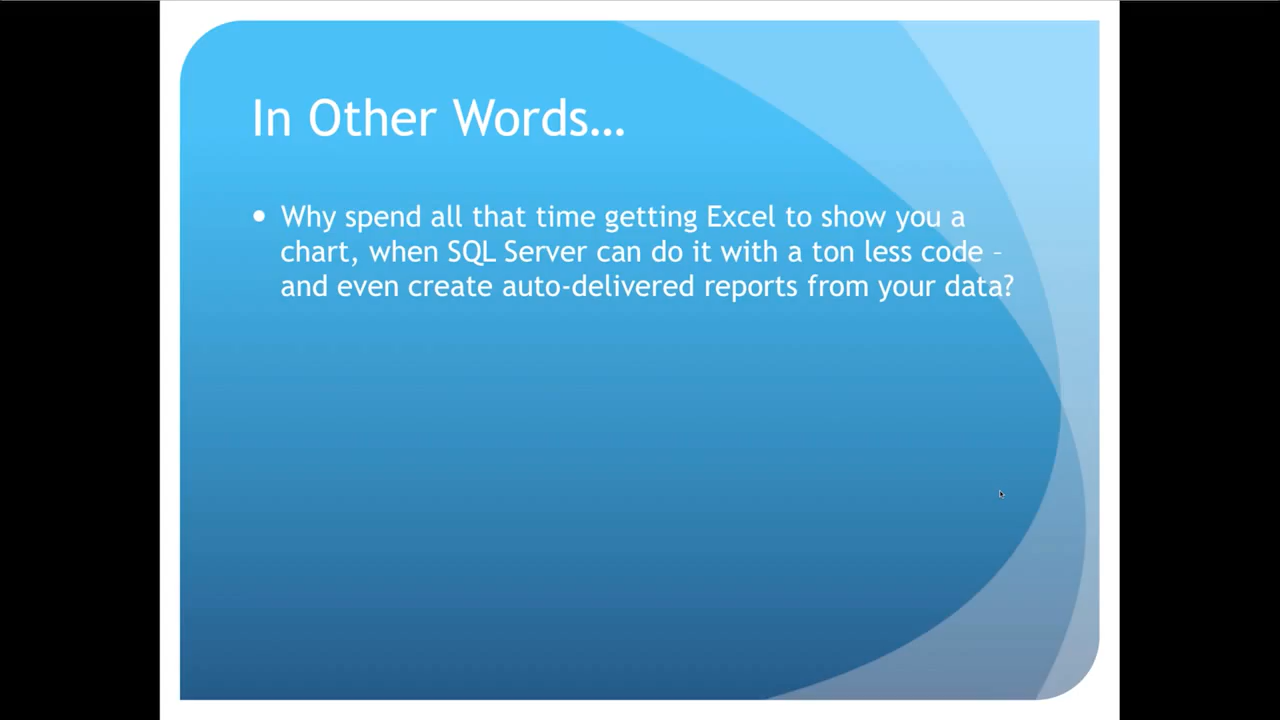 In Other Words…
• Why spend all that time getting Excel to show you a
chart, when SQL Server can do it with a ton less code –
and even create auto-delivered reports from your data?